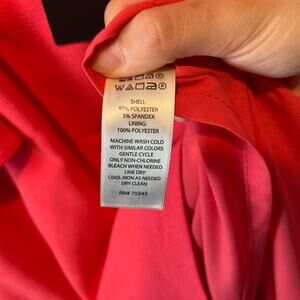 SHELL:
97% POLYESTER
3% SPANDEX
LINING:
100% POLYESTER
MACHINE WASH COLD
WITH SIMILAR COLORS
GENTLE CYCLE
ONLY NON-CHLORINE
BLEACH WHEN NEEDED
LINE DRY
COOL IRON AS NEEDED
DRY CLEAN
RN# 75343